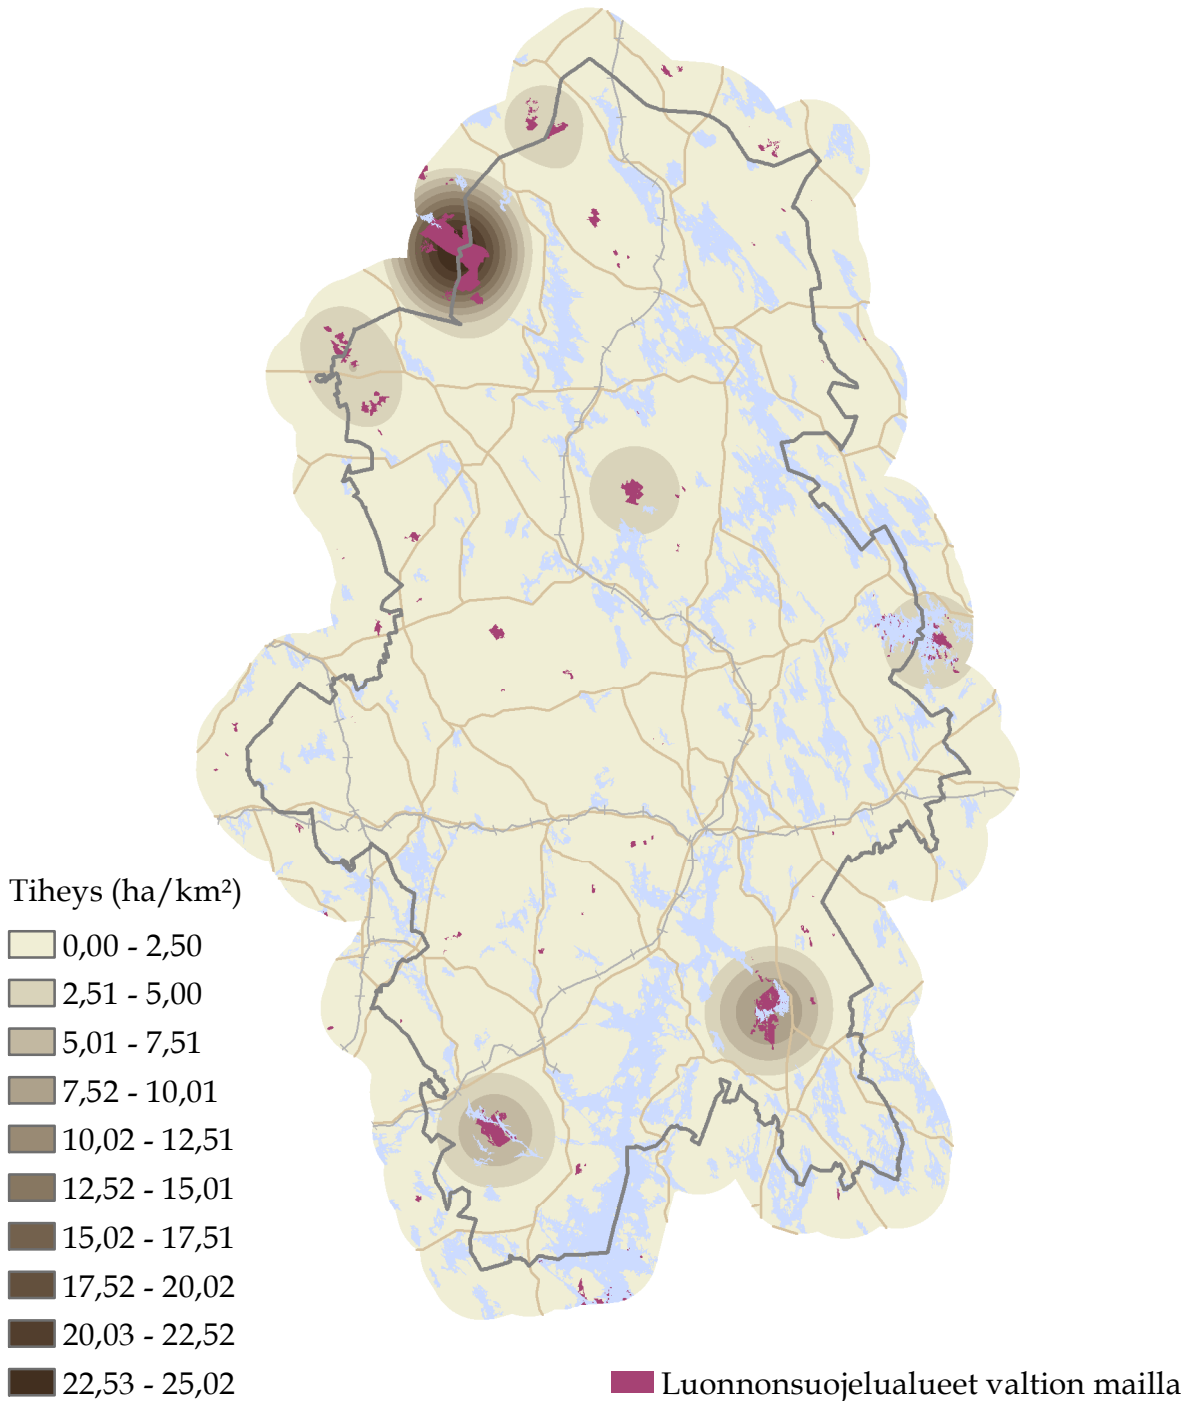 Tiheys (ha/km²)
0,00 - 2,50
2,51 - 5,00
5,01 - 7,51
7,52 - 10,01
10,02 - 12,51
12,52 - 15,01
15,02 - 17,51
17,52 - 20,02
20,03 - 22,52
22,53 - 25,02
Luonnonsuojelualueet valtion mailla